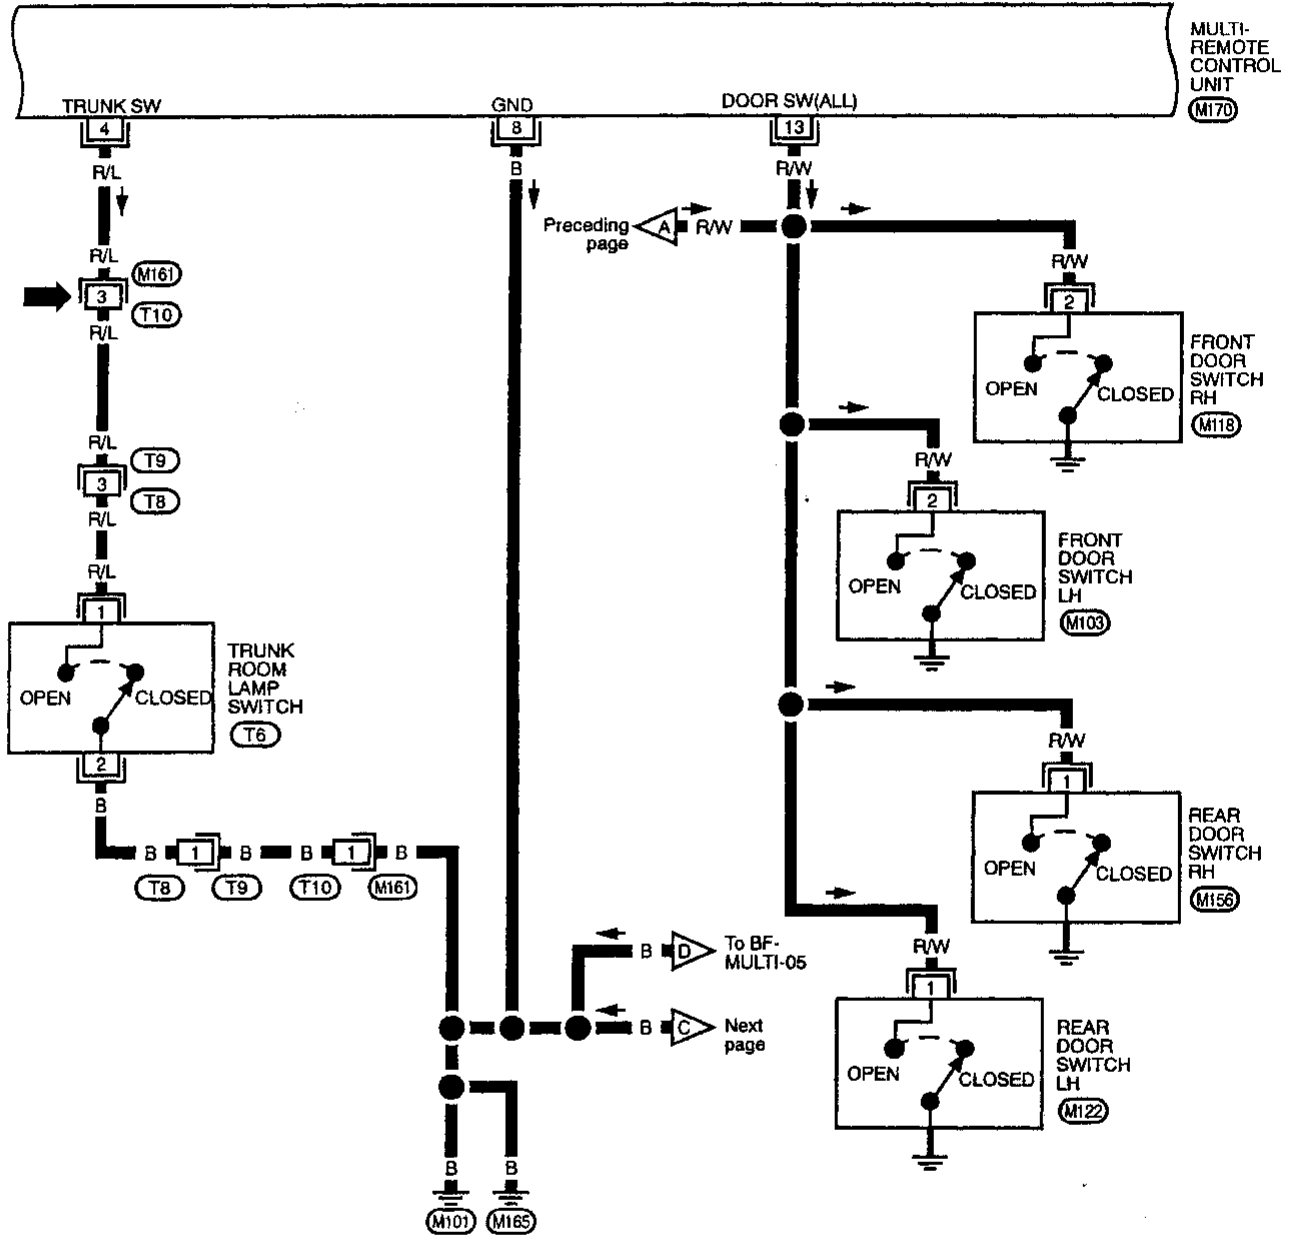 MULTI-
REMOTE
CONTROL
UNIT
M170
TRUNK SW
GND
DOOR SW(ALL)
4
8
13
R/L
B
R/W
Preceding
page
A
R/W
R/W
R/L
M161
3
T10
R/L
2
FRONT
DOOR
SWITCH
RH
M118
OPEN
CLOSED
R/L
T9
3
T8
R/L
R/W
2
FRONT
DOOR
SWITCH
LH
M103
OPEN
CLOSED
R/L
1
TRUNK
ROOM
LAMP
SWITCH
T6
OPEN
CLOSED
2
B
R/W
1
REAR
DOOR
SWITCH
RH
M156
OPEN
CLOSED
B
1
B
B
1
B
T8
T9
T10
M161
B
D
To BF-
MULTI-05
R/W
1
B
C
Next
page
REAR
DOOR
SWITCH
LH
M122
OPEN
CLOSED
B
B
M101
M165